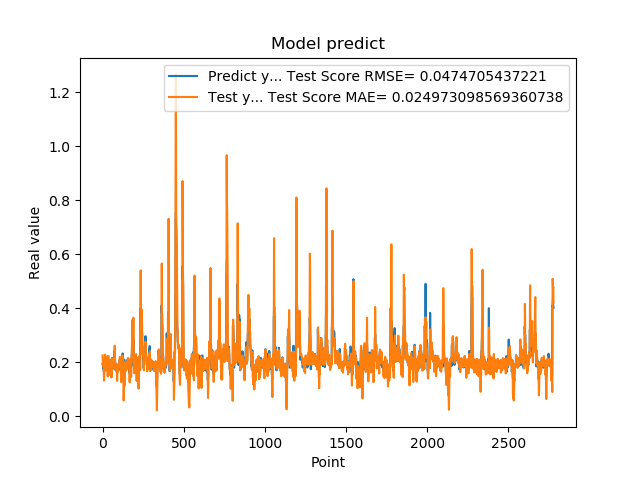 Model predict
Predict y... Test Score RMSE= 0.0474705437221
Test y... Test Score MAE= 0.024973098569360738
1.2
1.0
0.8
0.6
0.4
0.2
0.0
Real value
0 500 1000 1500 2000 2500
Point